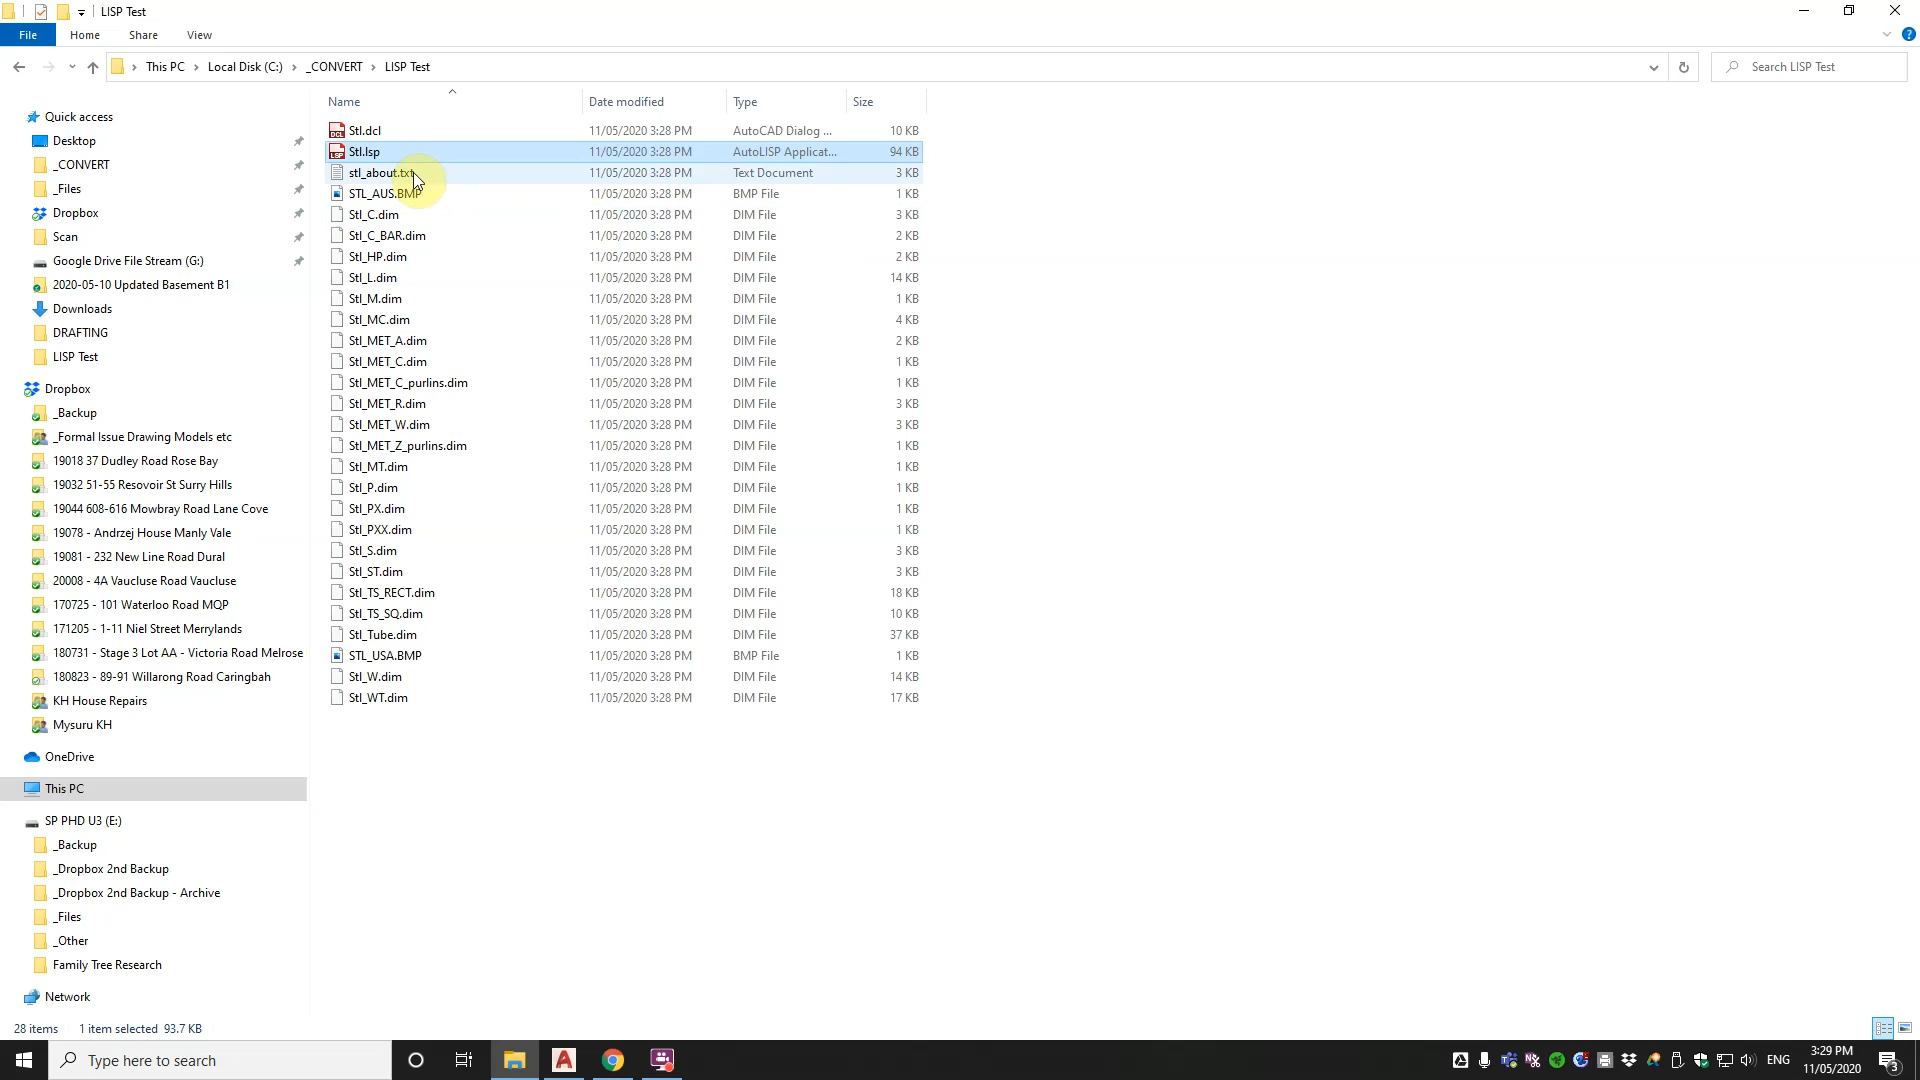 LISP Test
File Home Share View
This PC Local Disk (C:) _CONVERT LISP Test
Search LISP Test
Quick access
Desktop
_CONVERT
_Files
Dropbox
Scan
Google Drive File Stream (G:)
2020-05-10 Updated Basement B1
Downloads
DRAFTING
LISP Test
Dropbox
_Backup
_Formal Issue Drawing Models etc
19018 37 Dudley Road Rose Bay
19032 51-55 Resovoir St Surry Hills
19044 608-616 Mowbray Road Lane Cove
19078 - Andrzej House Manly Vale
19081 - 232 New Line Road Dural
20008 - 4A Vaucluse Road Vaucluse
170725 - 101 Waterloo Road MQP
171205 - 1-11 Niel Street Merrylands
180731 - Stage 3 Lot AA - Victoria Road Melrose
180823 - 89-91 Willarong Road Caringbah
KH House Repairs
Mysuru KH
OneDrive
This PC
SP PHD U3 (E:)
_Backup
_Dropbox 2nd Backup
_Dropbox 2nd Backup - Archive
_Files
_Other
Family Tree Research
Network
Name Date modified Type Size
Stl.dcl 11/05/2020 3:28 PM AutoCAD Dialog ... 10 KB
Stl.lsp 11/05/2020 3:28 PM AutoLISP Applicat... 94 KB
stl_about.txt 11/05/2020 3:28 PM Text Document 3 KB
STL_AUS.BMP 11/05/2020 3:28 PM BMP File 1 KB
Stl_C.dim 11/05/2020 3:28 PM DIM File 3 KB
Stl_C_BAR.dim 11/05/2020 3:28 PM DIM File 2 KB
Stl_HP.dim 11/05/2020 3:28 PM DIM File 2 KB
Stl_L.dim 11/05/2020 3:28 PM DIM File 14 KB
Stl_M.dim 11/05/2020 3:28 PM DIM File 1 KB
Stl_MC.dim 11/05/2020 3:28 PM DIM File 4 KB
Stl_MET_A.dim 11/05/2020 3:28 PM DIM File 2 KB
Stl_MET_C.dim 11/05/2020 3:28 PM DIM File 1 KB
Stl_MET_C_purlins.dim 11/05/2020 3:28 PM DIM File 1 KB
Stl_MET_R.dim 11/05/2020 3:28 PM DIM File 3 KB
Stl_MET_W.dim 11/05/2020 3:28 PM DIM File 3 KB
Stl_MET_Z_purlins.dim 11/05/2020 3:28 PM DIM File 1 KB
Stl_MT.dim 11/05/2020 3:28 PM DIM File 1 KB
Stl_P.dim 11/05/2020 3:28 PM DIM File 1 KB
Stl_PX.dim 11/05/2020 3:28 PM DIM File 1 KB
Stl_PXX.dim 11/05/2020 3:28 PM DIM File 1 KB
Stl_S.dim 11/05/2020 3:28 PM DIM File 3 KB
Stl_ST.dim 11/05/2020 3:28 PM DIM File 3 KB
Stl_TS_RECT.dim 11/05/2020 3:28 PM DIM File 18 KB
Stl_TS_SQ.dim 11/05/2020 3:28 PM DIM File 10 KB
Stl_Tube.dim 11/05/2020 3:28 PM DIM File 37 KB
STL_USA.BMP 11/05/2020 3:28 PM BMP File 1 KB
Stl_W.dim 11/05/2020 3:28 PM DIM File 14 KB
Stl_WT.dim 11/05/2020 3:28 PM DIM File 17 KB
28 items 1 item selected 93.7 KB
Type here to search
ENG
3:29 PM
11/05/2020
3